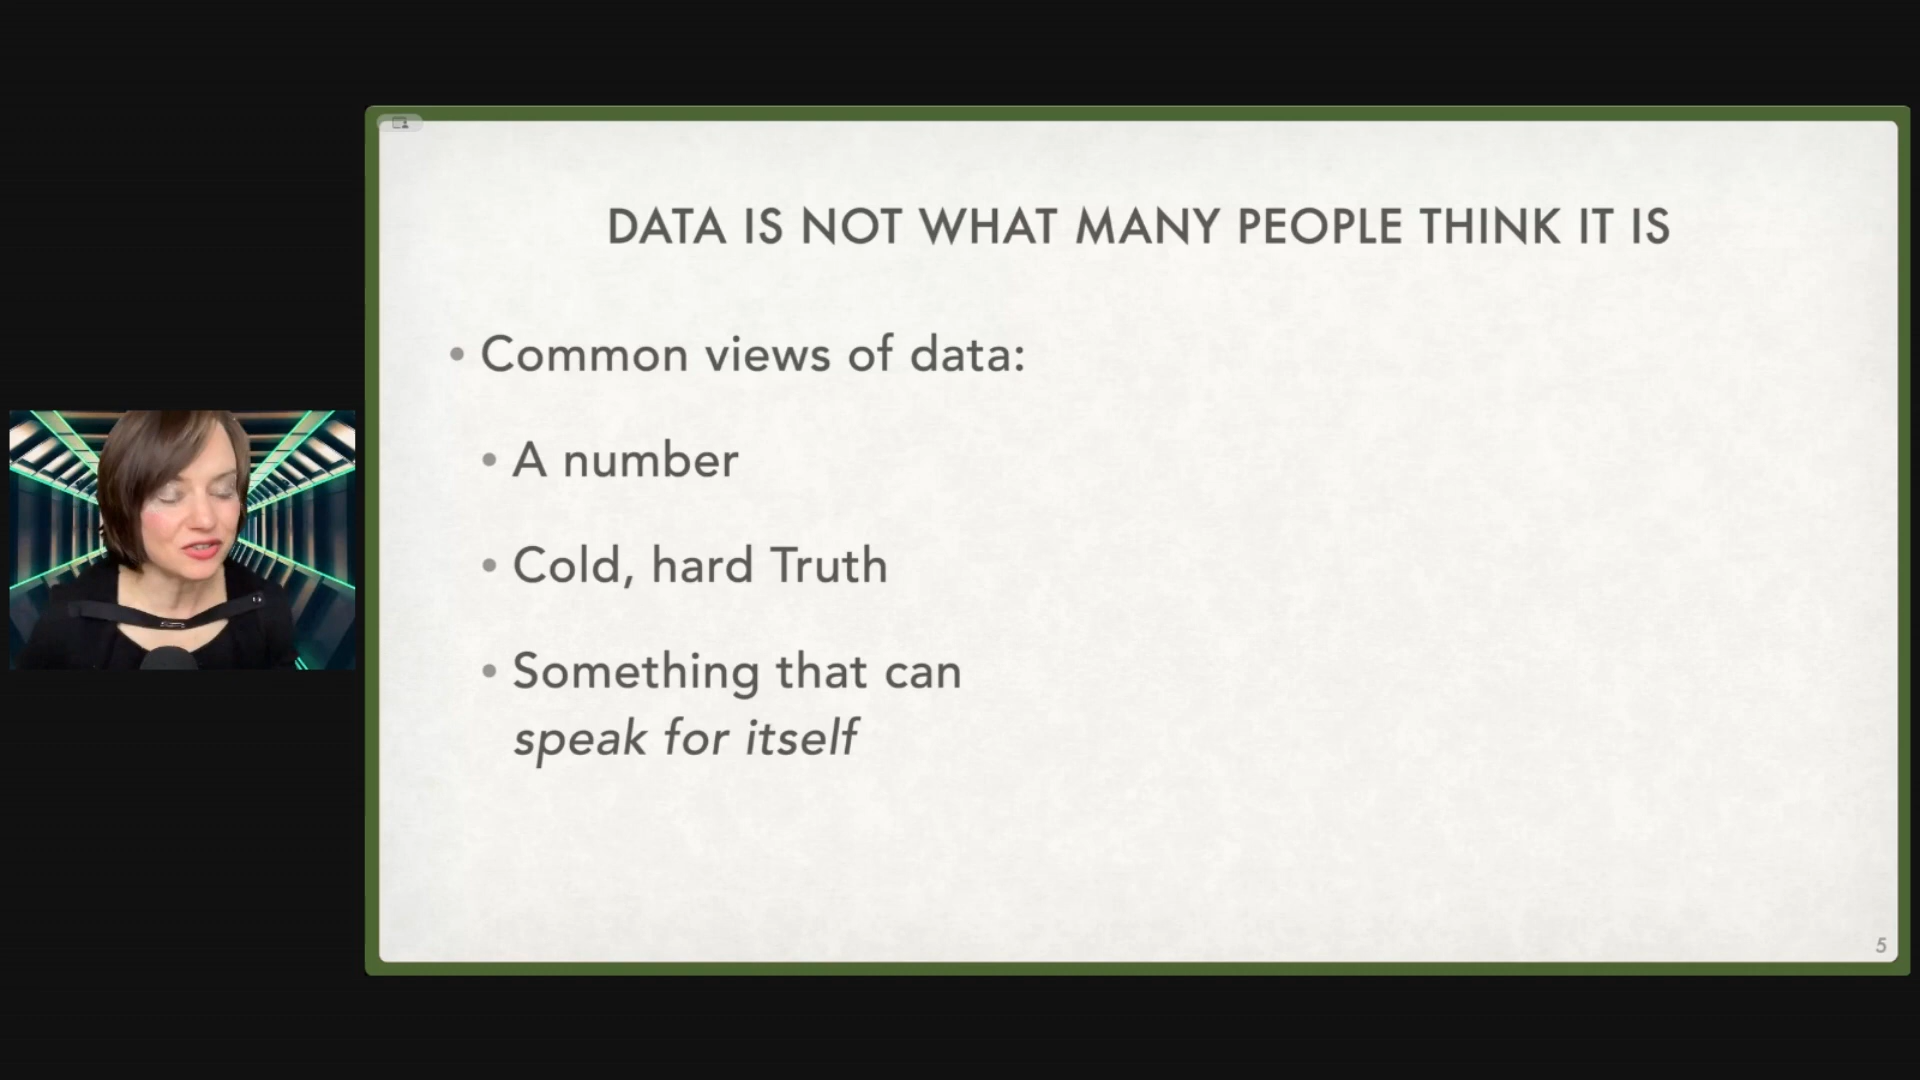 DATA IS NOT WHAT MANY PEOPLE THINK IT IS
• Common views of data:
• A number
• Cold, hard Truth
• Something that can
speak for itself
5